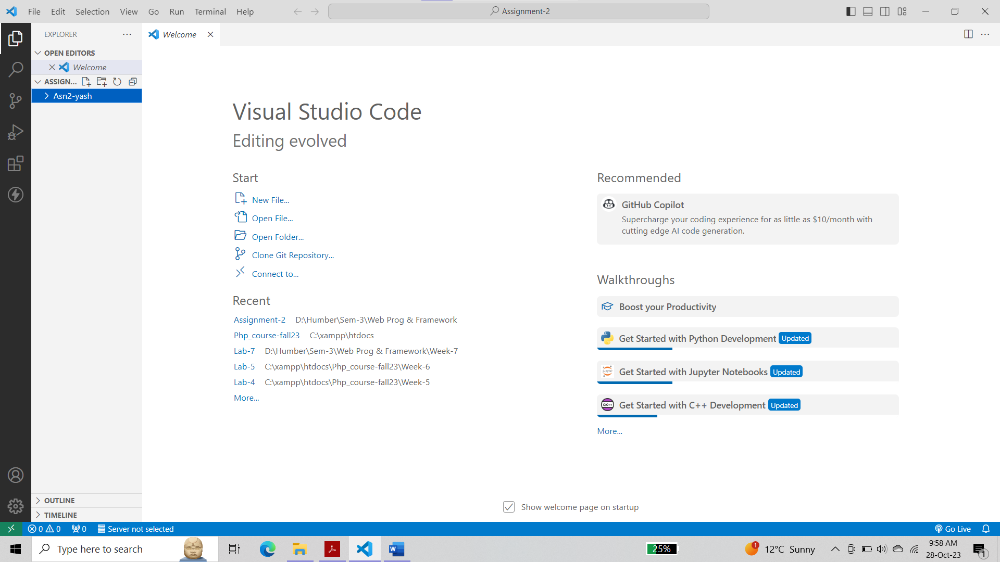 File Edit Selection View Go Run Terminal Help
Assignment-2
EXPLORER
Welcome
OPEN EDITORS
Welcome
ASSIGN...
Asn2-yash
Visual Studio Code
Editing evolved
Start
New File...
Open File...
Open Folder...
Clone Git Repository...
Connect to...
Recent
Assignment-2 D:\Humber\Sem-3\Web Prog & Framework
Php_course-fall23 C:\xampp\htdocs
Lab-7 D:\Humber\Sem-3\Web Prog & Framework\Week-7
Lab-5 C:\xampp\htdocs\Php_course-fall23\Week-6
Lab-4 C:\xampp\htdocs\Php_course-fall23\Week-5
More...
Recommended
GitHub Copilot
Supercharge your coding experience for as little as $10/month with
cutting edge AI code generation.
Walkthroughs
Boost your Productivity
Get Started with Python Development Updated
Jupyter
Get Started with Jupyter Notebooks Updated
C/C++
Get Started with C++ Development Updated
More...
Show welcome page on startup
OUTLINE
TIMELINE
0 0 0 Server not selected
Go Live
Type here to search
25%
1
12°C Sunny
9:58 AM
28-Oct-23
1